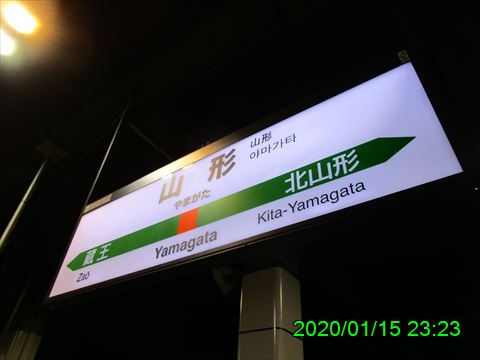 山形
やまがた
山形
야마가타
蔵王
Zaō
Yamagata
北山形
Kita-Yamagata
2020/01/15 23:23